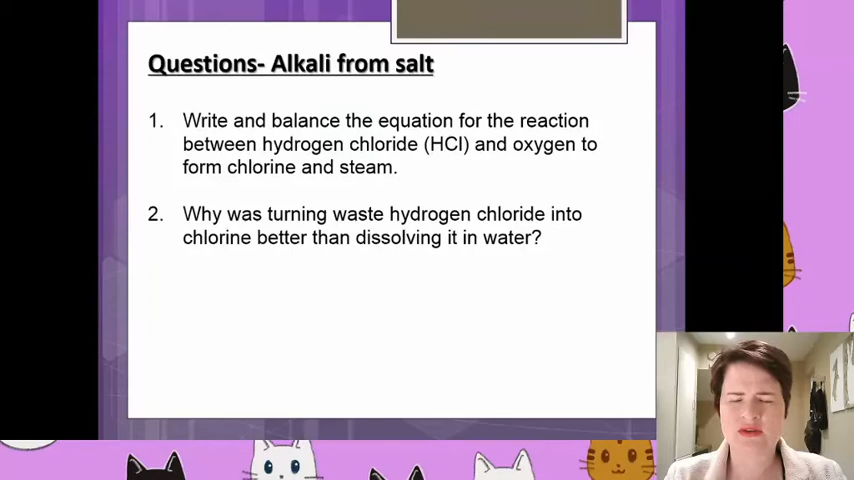 Questions- Alkali from salt
1. Write and balance the equation for the reaction
between hydrogen chloride (HCl) and oxygen to
form chlorine and steam.
2. Why was turning waste hydrogen chloride into
chlorine better than dissolving it in water?